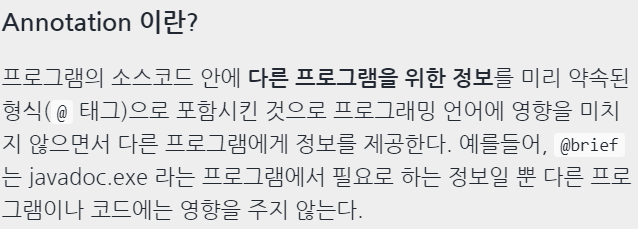 Annotation 이란?
프로그램의 소스코드 안에 다른 프로그램을 위한 정보를 미리 약속된
형식( @ 태그)으로 포함시킨 것으로 프로그래밍 언어에 영향을 미치
지 않으면서 다른 프로그램에게 정보를 제공한다. 예를들어, @brief
는 javadoc.exe 라는 프로그램에서 필요로 하는 정보일 뿐 다른 프로
그램이나 코드에는 영향을 주지 않는다.